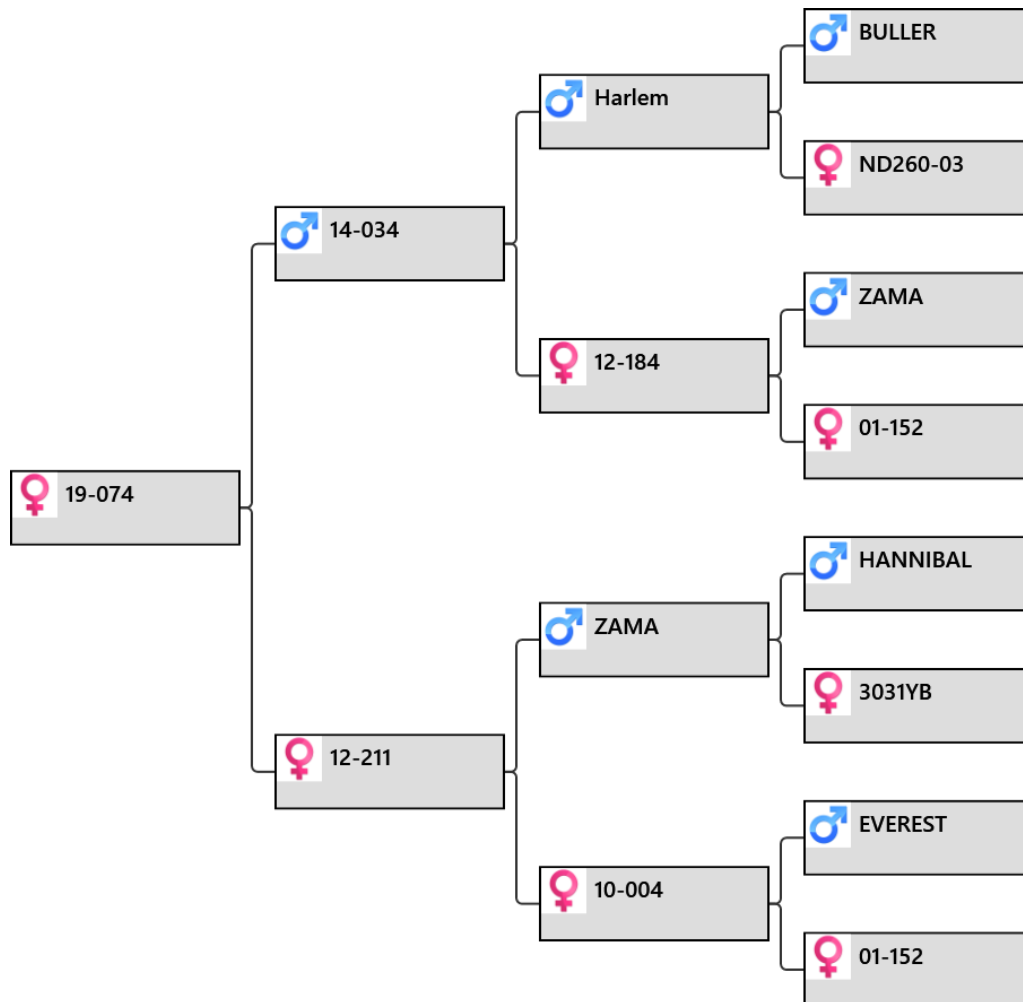 BULLER
Harlem
ND260-03
14-034
ZAMA
12-184
01-152
19-074
HANNIBAL
ZAMA
3031YB
12-211
EVEREST
10-004
01-152